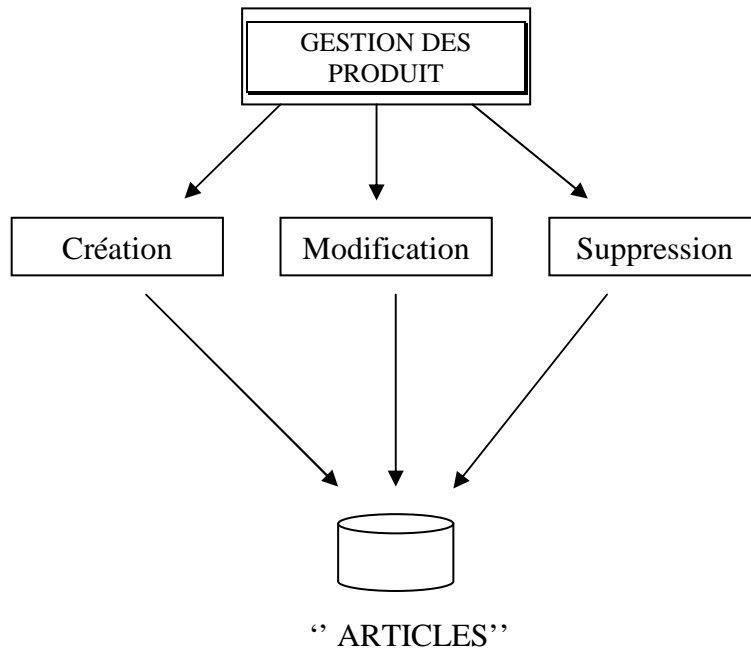 GESTION DES
PRODUIT
Création
Modification
Suppression
‘’ ARTICLES’’